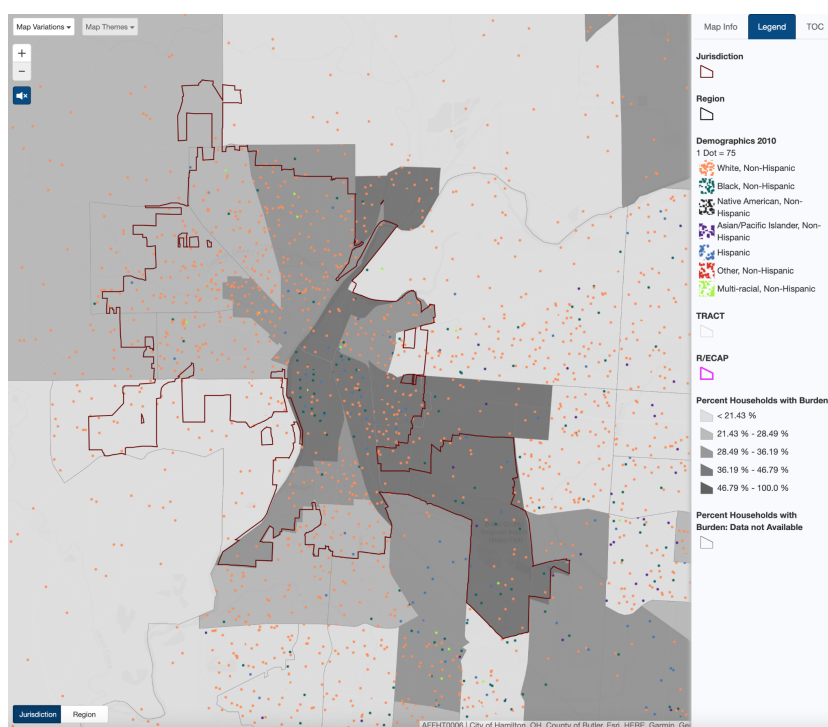 Map Variations
Map Themes
+
−
Map Info
Legend
TOC
Jurisdiction
Region
Demographics 2010
1 Dot = 75
White, Non-Hispanic
Black, Non-Hispanic
Native American, Non-
Hispanic
Asian/Pacific Islander, Non-
Hispanic
Hispanic
Other, Non-Hispanic
Multi-racial, Non-Hispanic
TRACT
R/ECAP
Percent Households with Burden
< 21.43 %
21.43 % - 28.49 %
28.49 % - 36.19 %
36.19 % - 46.79 %
46.79 % - 100.0 %
Percent Households with
Burden: Data not Available
Jurisdiction
Region
AFFHT0006 | City of Hamilton, OH, County of Butler, Esri, HERE, Garmin, Ge